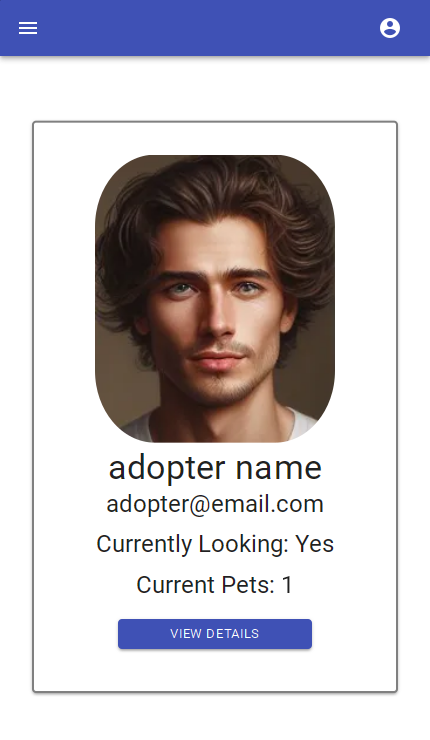 adopter name
adopter@email.com
Currently Looking: Yes
Current Pets: 1
VIEW DETAILS